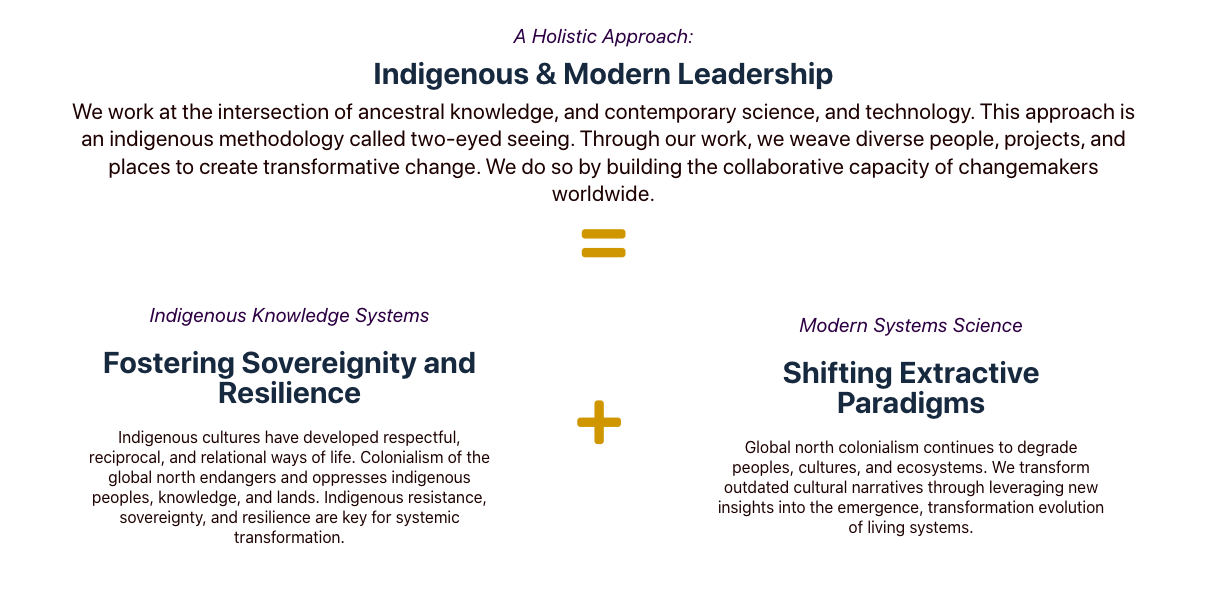 A Holistic Approach:
Indigenous & Modern Leadership
We work at the intersection of ancestral knowledge, and contemporary science, and technology. This approach is
an indigenous methodology called two-eyed seeing. Through our work, we weave diverse people, projects, and
places to create transformative change. We do so by building the collaborative capacity of changemakers
worldwide.
=
Indigenous Knowledge Systems
Fostering Sovereignity and
Resilience
Indigenous cultures have developed respectful,
reciprocal, and relational ways of life. Colonialism of the
global north endangers and oppresses indigenous
peoples, knowledge, and lands. Indigenous resistance,
sovereignty, and resilience are key for systemic
transformation.
+
Modern Systems Science
Shifting Extractive
Paradigms
Global north colonialism continues to degrade
peoples, cultures, and ecosystems. We transform
outdated cultural narratives through leveraging new
insights into the emergence, transformation evolution
of living systems.